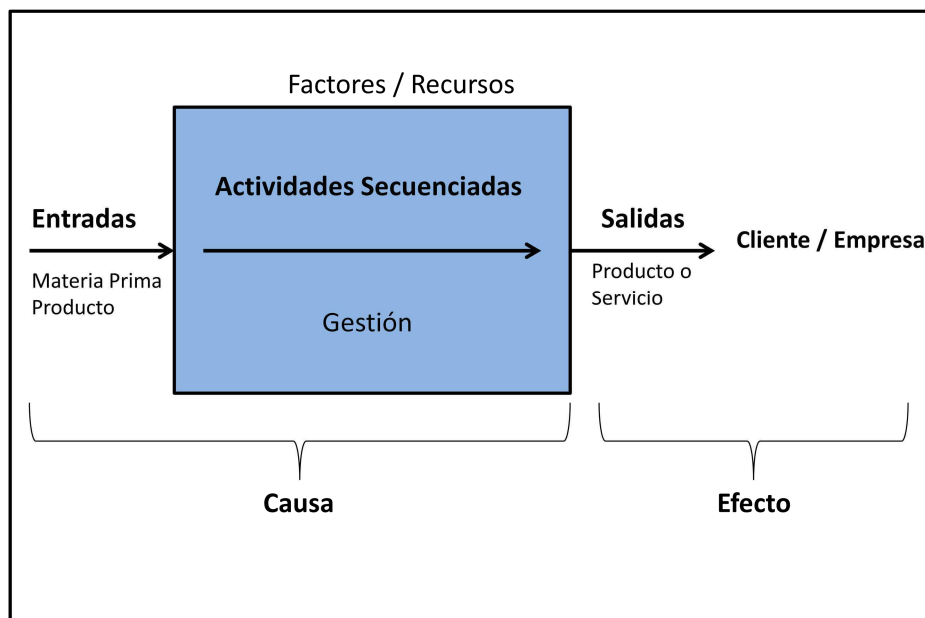 Factores / Recursos
Actividades Secuenciadas
Entradas
Salidas
Cliente / Empresa
Materia Prima
Producto
Producto o
Servicio
Gestión
Causa
Efecto